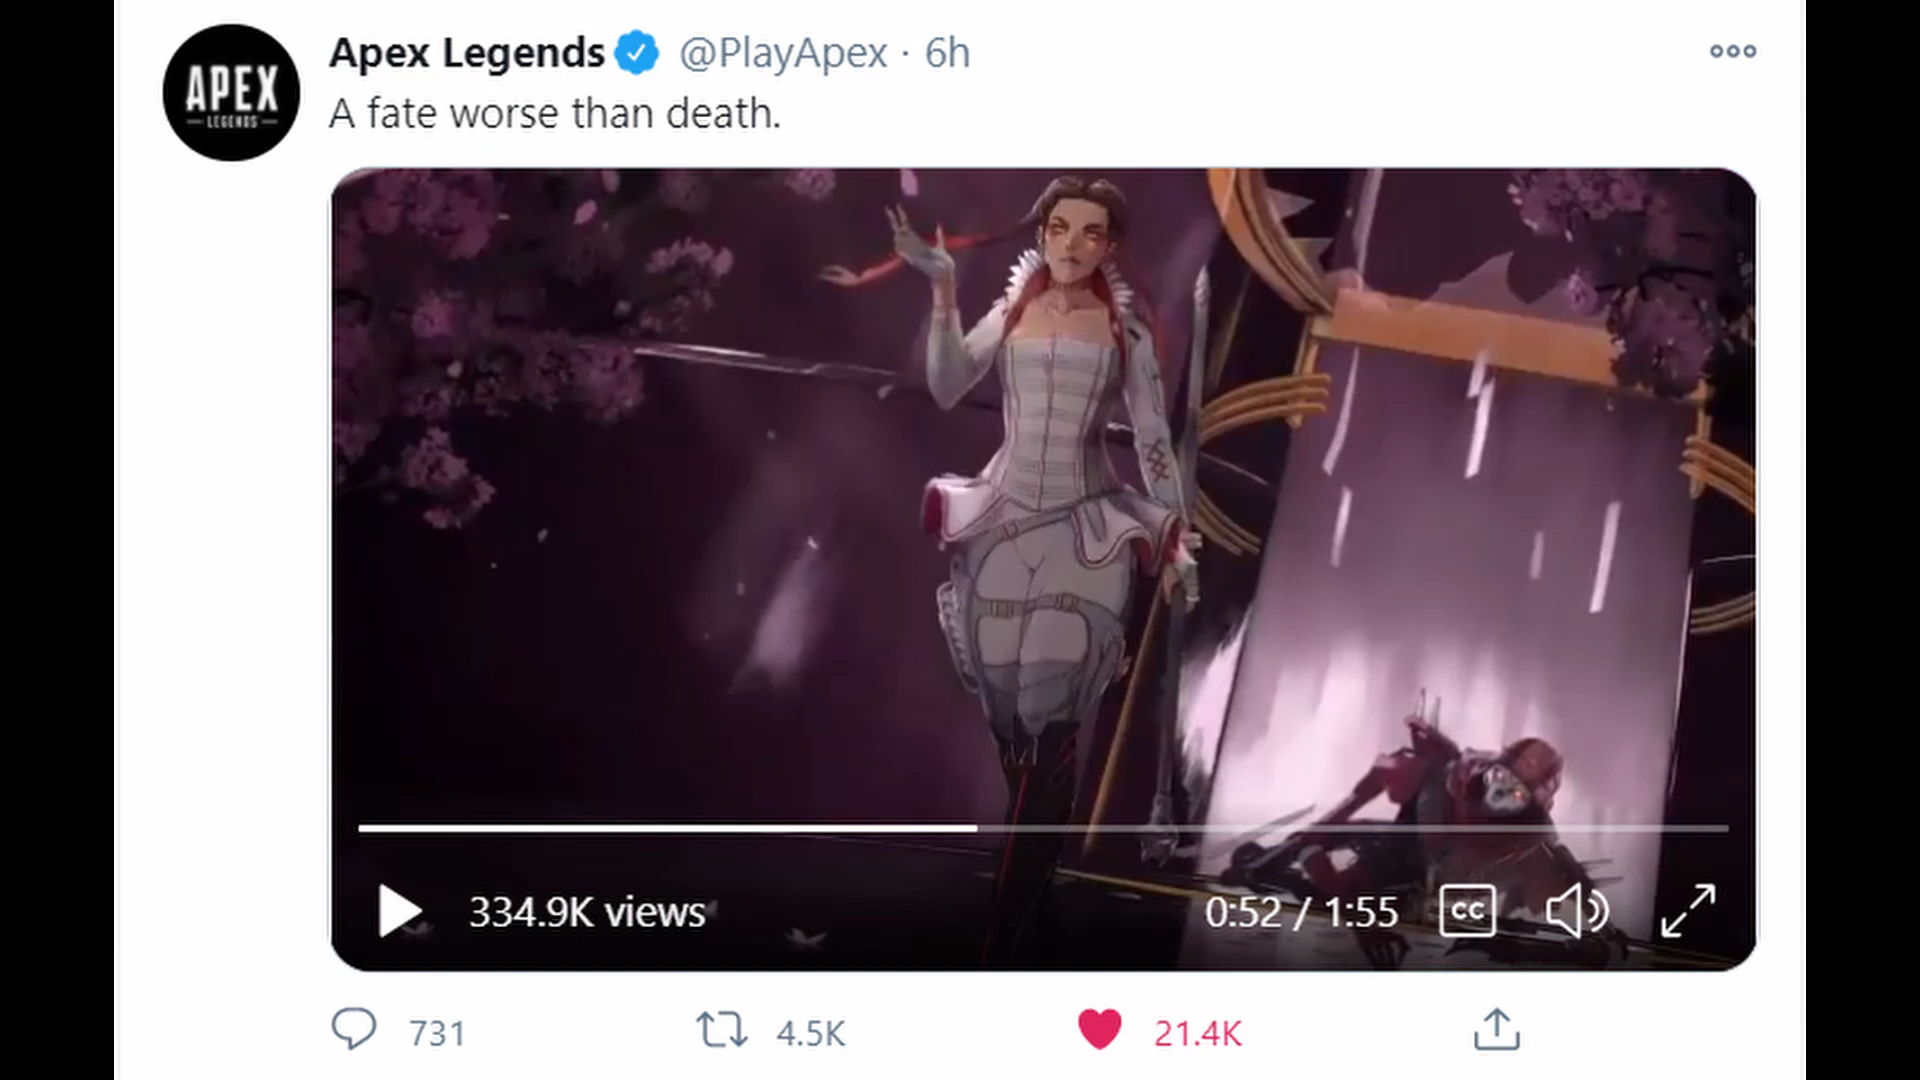 APEX
LEGENDS
Apex Legends @PlayApex · 6h
A fate worse than death.
334.9K views
0:52 / 1:55
CC
731
4.5K
21.4K